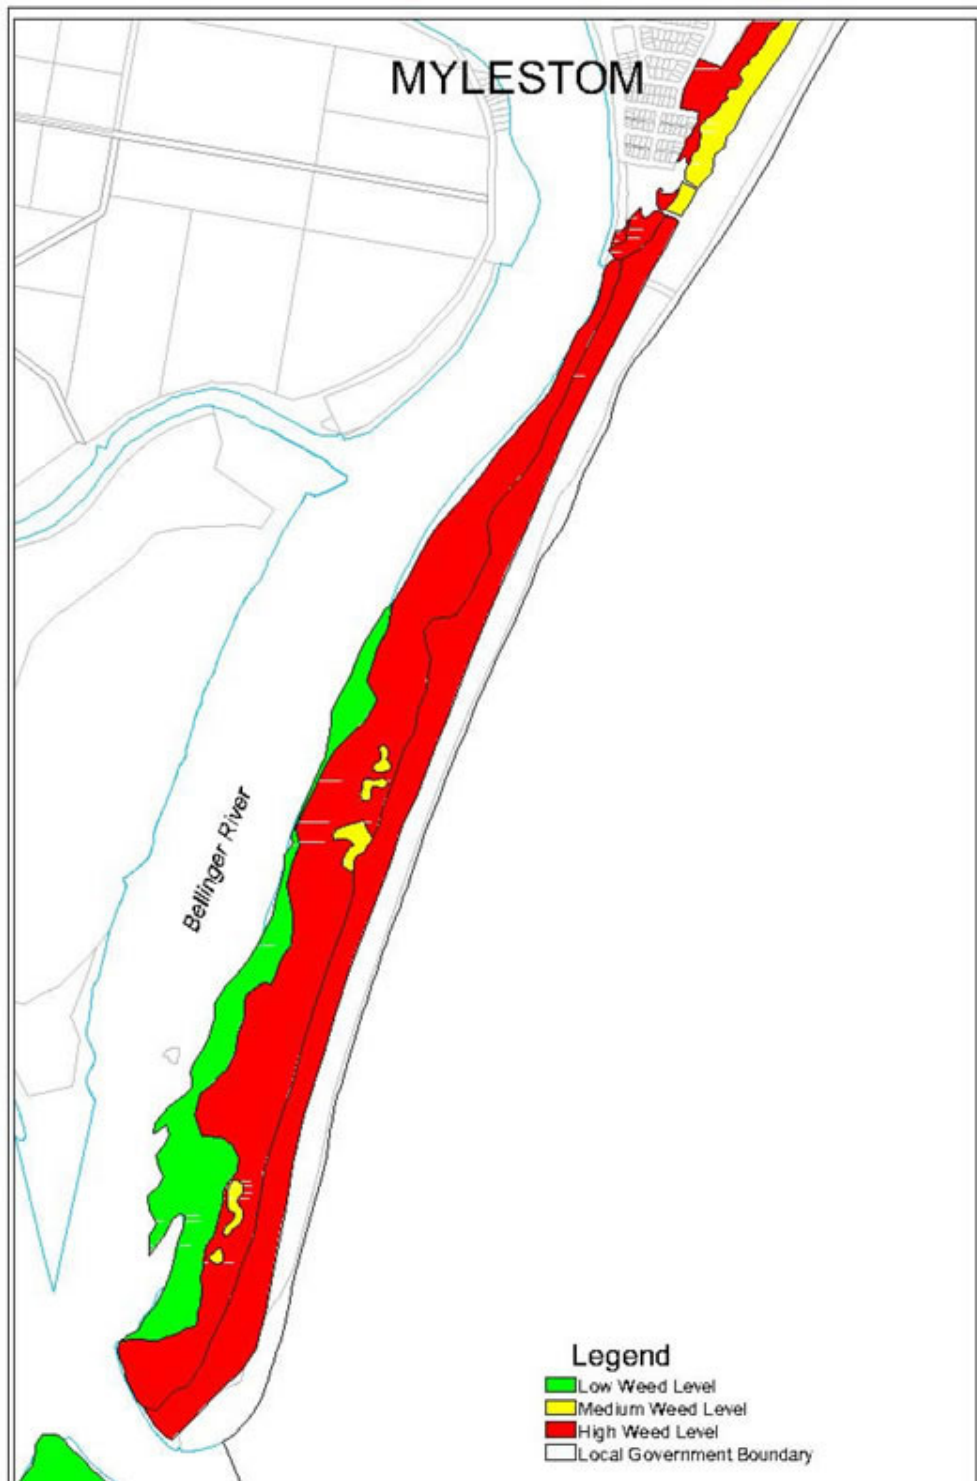 MYLESTOM
Bellinger River
Legend
Low Weed Level
Medium Weed Level
High Weed Level
Local Government Boundary